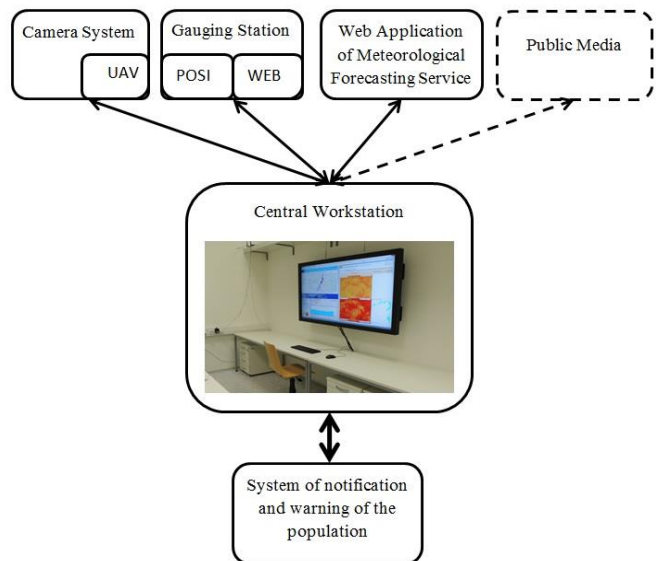 Camera System
UAV
Gauging Station
POSI
WEB
Web Application
of Meteorological
Forecasting Service
Public Media
Central Workstation
System of notification
and warning of the
population